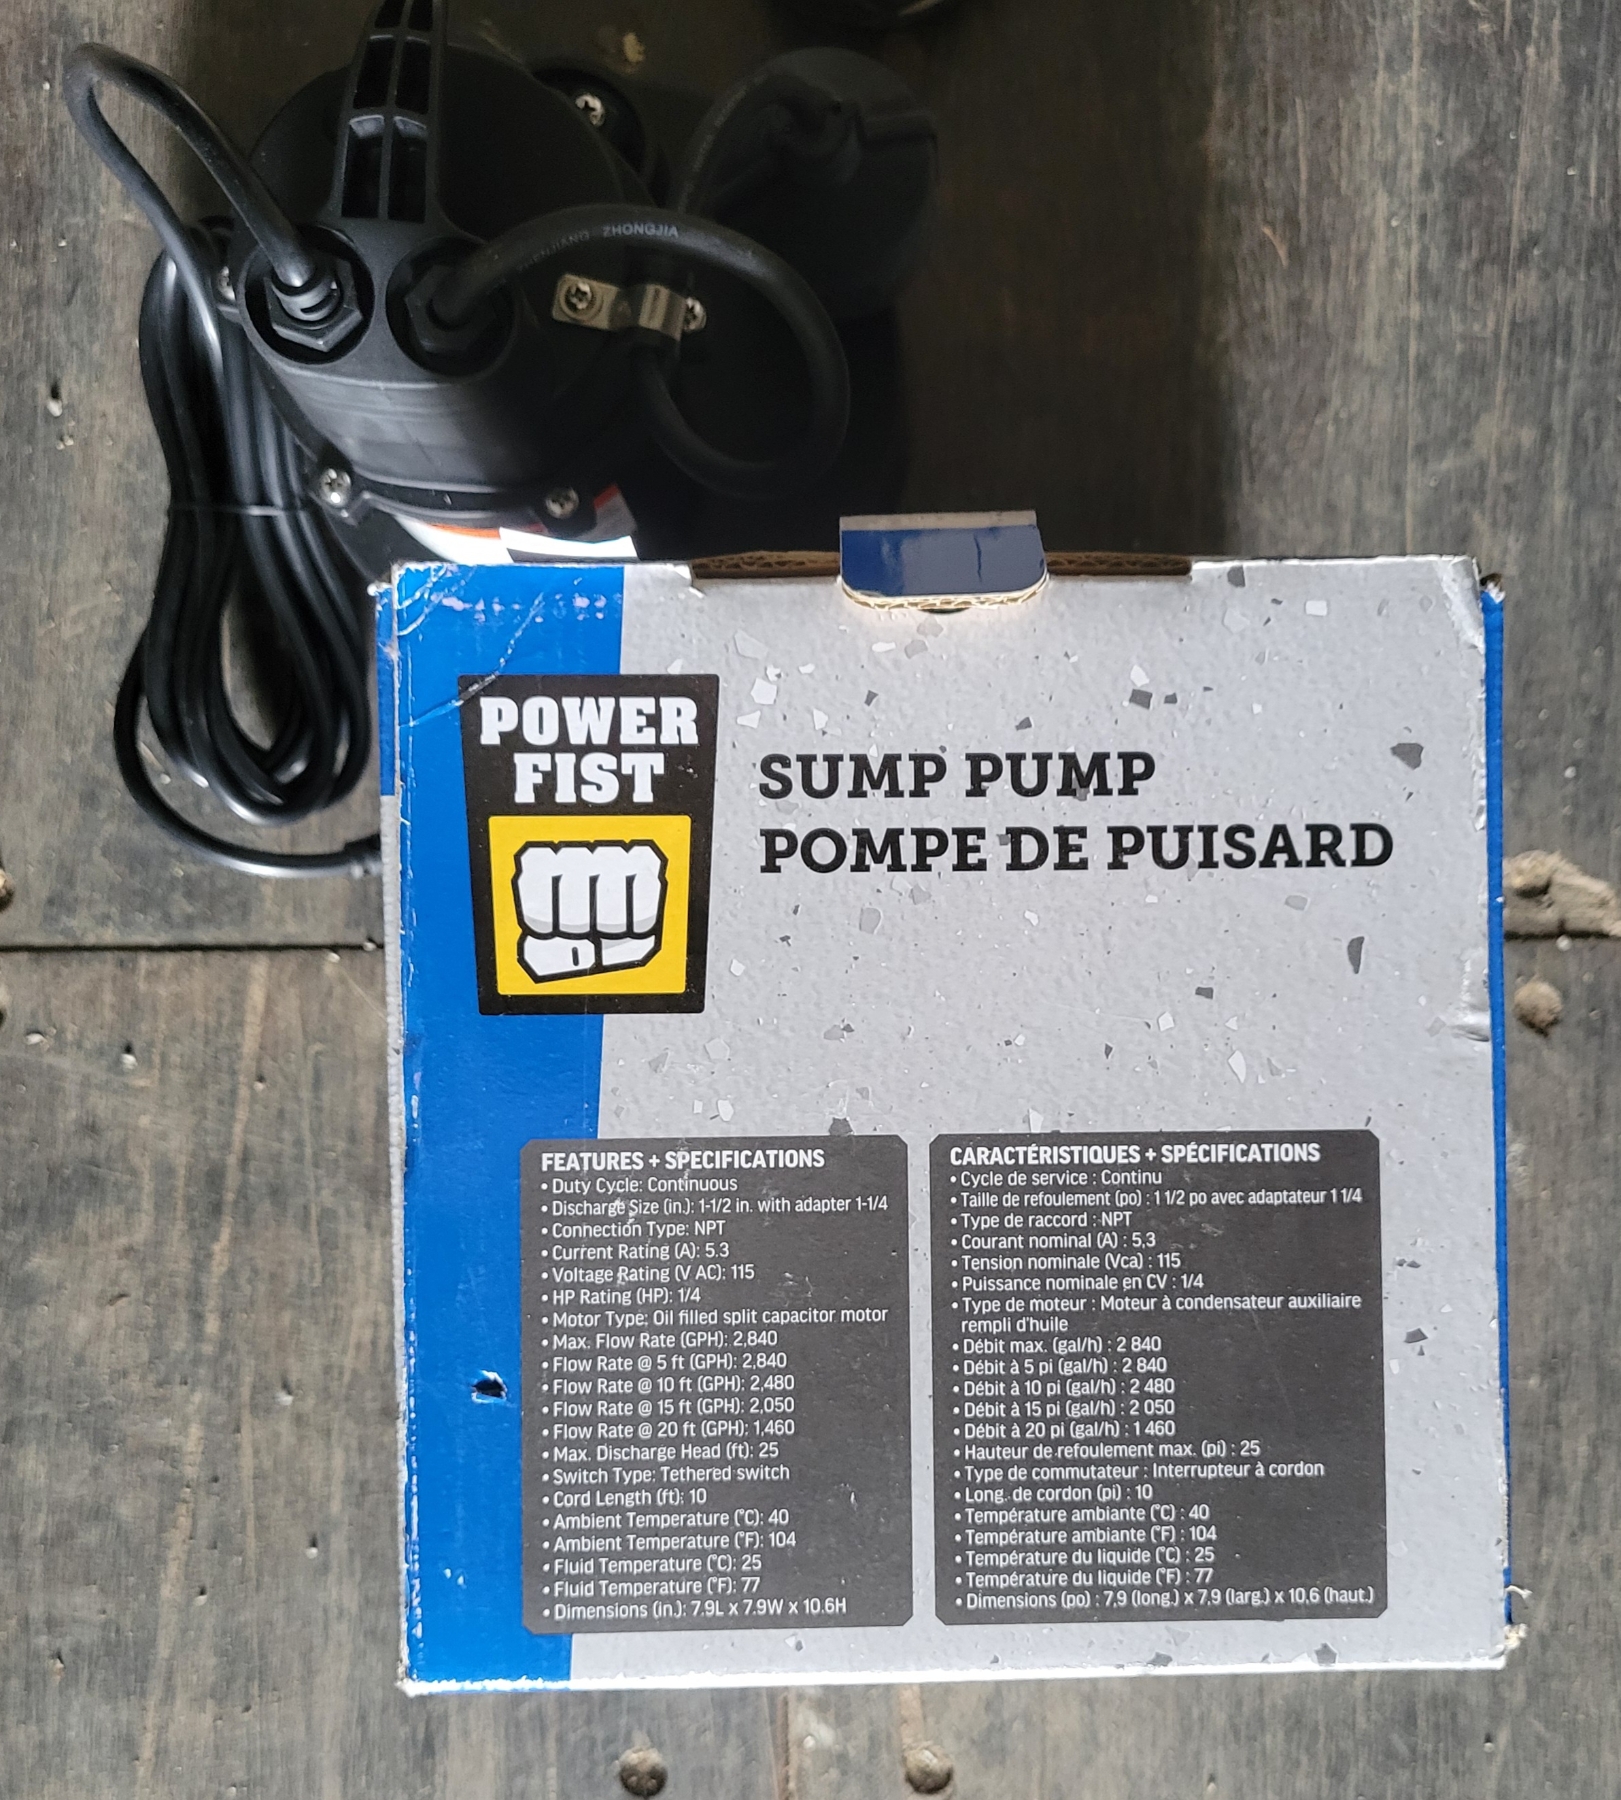 ZHONGJIA
POWER
FIST
SUMP PUMP
POMPE DE PUISARD
FEATURES + SPECIFICATIONS
• Duty Cycle: Continuous
• Discharge Size (in.): 1-1/2 in. with adapter 1-1/4
• Connection Type: NPT
• Current Rating (A): 5.3
• Voltage Rating (V AC): 115
• HP Rating (HP): 1/4
• Motor Type: Oil filled split capacitor motor
• Max. Flow Rate (GPH): 2,840
• Flow Rate @ 5 ft (GPH): 2,840
• Flow Rate @ 10 ft (GPH): 2,480
• Flow Rate @ 15 ft (GPH): 2,050
• Flow Rate @ 20 ft (GPH): 1,460
• Max. Discharge Head (ft): 25
• Switch Type: Tethered switch
• Cord Length (ft): 10
• Ambient Temperature (°C): 40
• Ambient Temperature (°F): 104
• Fluid Temperature (°C): 25
• Fluid Temperature (°F): 77
• Dimensions (in.): 7.9L x 7.9W x 10.6H
CARACTÉRISTIQUES + SPÉCIFICATIONS
• Cycle de service : Continu
• Taille de refoulement (po) : 1 1/2 po avec adaptateur 1 1/4
• Type de raccord : NPT
• Courant nominal (A) : 5,3
• Tension nominale (Vca) : 115
• Puissance nominale en CV : 1/4
• Type de moteur : Moteur à condensateur auxiliaire
rempli d'huile
• Débit max. (gal/h) : 2 840
• Débit à 5 pi (gal/h) : 2 840
• Débit à 10 pi (gal/h) : 2 480
• Débit à 15 pi (gal/h) : 2 050
• Débit à 20 pi (gal/h) : 1 460
• Hauteur de refoulement max. (pi) : 25
• Type de commutateur : Interrupteur à cordon
• Long. de cordon (pi) : 10
• Température ambiante (°C) : 40
• Température ambiante (°F) : 104
• Température du liquide (°C) : 25
• Température du liquide (°F) : 77
• Dimensions (po) : 7,9 (long.) x 7,9 (larg.) x 10,6 (haut.)